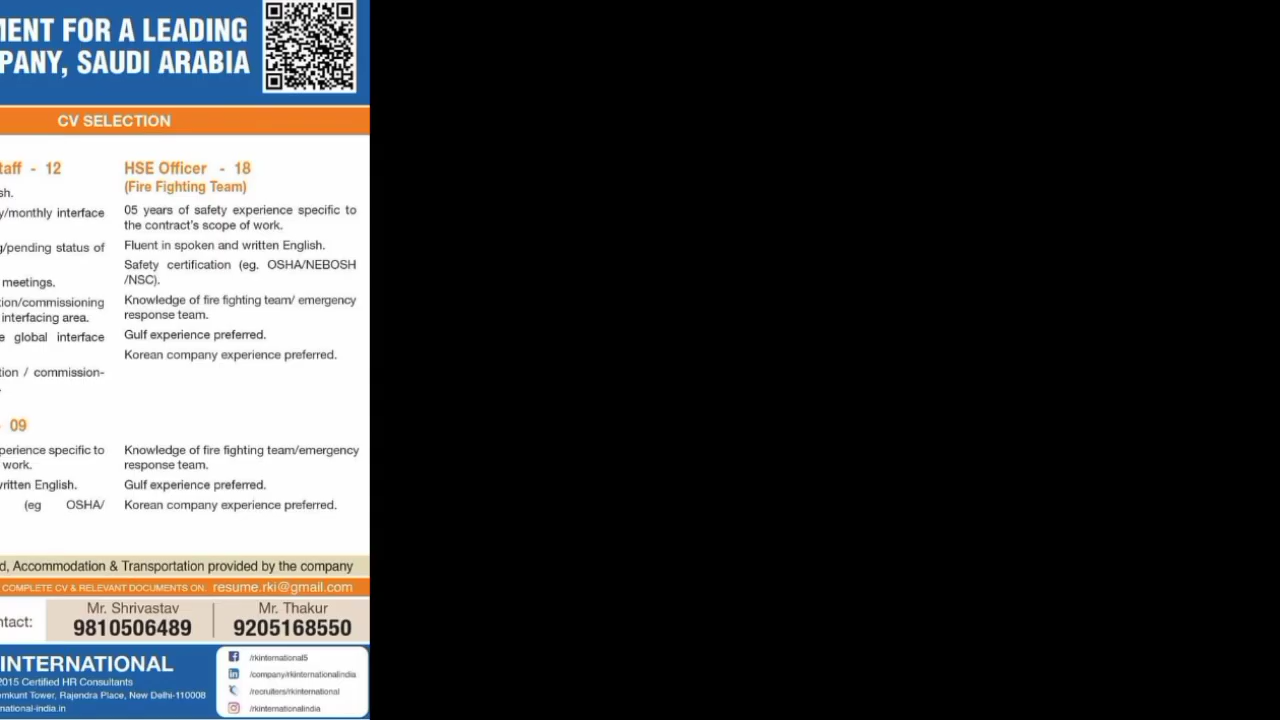 MENT FOR A LEADING
PANY, SAUDI ARABIA
CV SELECTION
taff - 12
sh.
y/monthly interface
g/pending status of
meetings.
tion/commissioning
interfacing area.
e global interface
tion / commission-
HSE Officer - 18
(Fire Fighting Team)
05 years of safety experience specific to
the contract's scope of work.
Fluent in spoken and written English.
Safety certification (eg. OSHA/NEBOSH
/NSC).
Knowledge of fire fighting team/ emergency
response team.
Gulf experience preferred.
Korean company experience preferred.
- 09
perience specific to
work.
written English.
(eg OSHA/
Knowledge of fire fighting team/emergency
response team.
Gulf experience preferred.
Korean company experience preferred.
d, Accommodation & Transportation provided by the company
COMPLETE CV & RELEVANT DOCUMENTS ON. resume.rki@gmail.com
ntact:
Mr. Shrivastav
9810506489
Mr. Thakur
9205168550
INTERNATIONAL
2015 Certified HR Consultants
emkunt Tower, Rajendra Place, New Delhi-110008
national-india.in
/rkinternational5
/company/rkinternationalindia
/recruiters/rkinternational
/rkinternationalindia